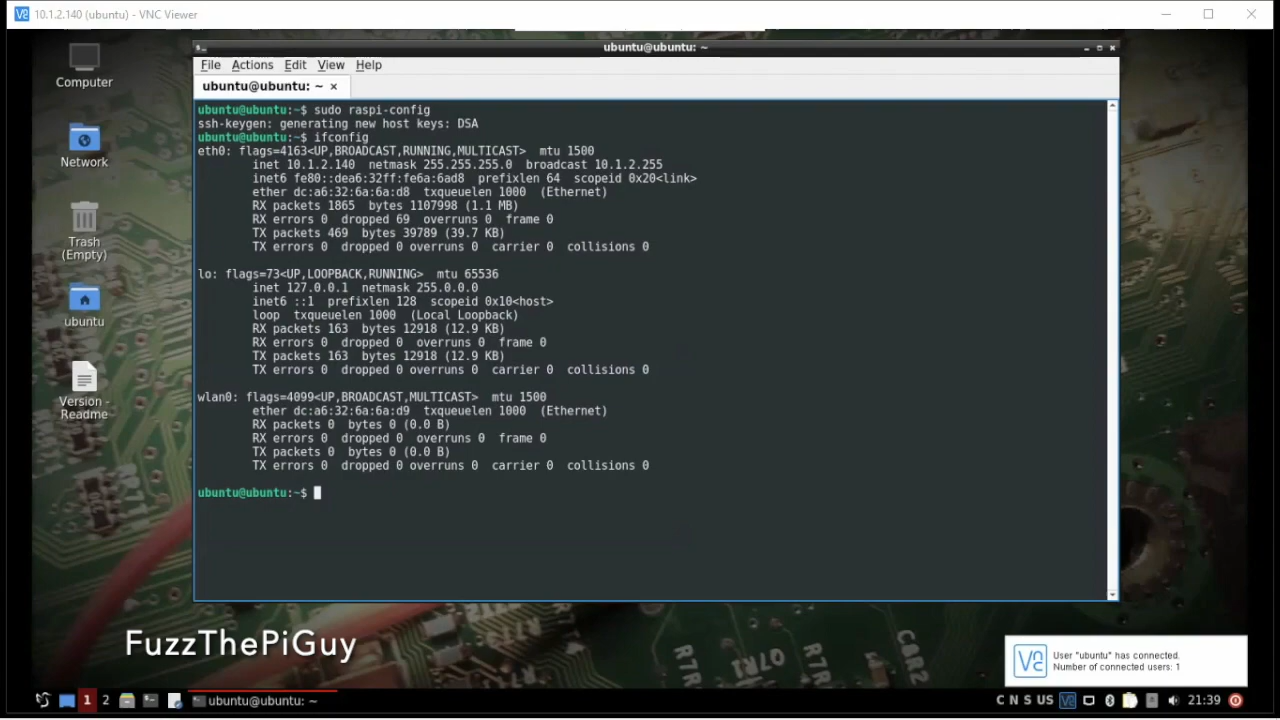 10.1.2.140 (ubuntu) - VNC Viewer
ubuntu@ubuntu: ~
File Actions Edit View Help
ubuntu@ubuntu: ~ ×
Computer
Network
Trash
(Empty)
ubuntu
Version -
Readme
ubuntu@ubuntu:~$ sudo raspi-config
ssh-keygen: generating new host keys: DSA
ubuntu@ubuntu:~$ ifconfig
eth0: flags=4163<UP,BROADCAST,RUNNING,MULTICAST>  mtu 1500
        inet 10.1.2.140  netmask 255.255.255.0  broadcast 10.1.2.255
        inet6 fe80::dea6:32ff:fe6a:6ad8  prefixlen 64  scopeid 0x20<link>
        ether dc:a6:32:6a:6a:d8  txqueuelen 1000  (Ethernet)
        RX packets 1865  bytes 1107998 (1.1 MB)
        RX errors 0  dropped 69  overruns 0  frame 0
        TX packets 469  bytes 39789 (39.7 KB)
        TX errors 0  dropped 0 overruns 0  carrier 0  collisions 0
lo: flags=73<UP,LOOPBACK,RUNNING>  mtu 65536
        inet 127.0.0.1  netmask 255.0.0.0
        inet6 ::1  prefixlen 128  scopeid 0x10<host>
        loop  txqueuelen 1000  (Local Loopback)
        RX packets 163  bytes 12918 (12.9 KB)
        RX errors 0  dropped 0  overruns 0  frame 0
        TX packets 163  bytes 12918 (12.9 KB)
        TX errors 0  dropped 0 overruns 0  carrier 0  collisions 0
wlan0: flags=4099<UP,BROADCAST,MULTICAST>  mtu 1500
        ether dc:a6:32:6a:6a:d9  txqueuelen 1000  (Ethernet)
        RX packets 0  bytes 0 (0.0 B)
        RX errors 0  dropped 0  overruns 0  frame 0
        TX packets 0  bytes 0 (0.0 B)
        TX errors 0  dropped 0 overruns 0  carrier 0  collisions 0
ubuntu@ubuntu:~$
FuzzThePiGuy
R7R
R7R
User "ubuntu" has connected.
Number of connected users: 1
1 2 ubuntu@ubuntu: ~ C N S US 21:39